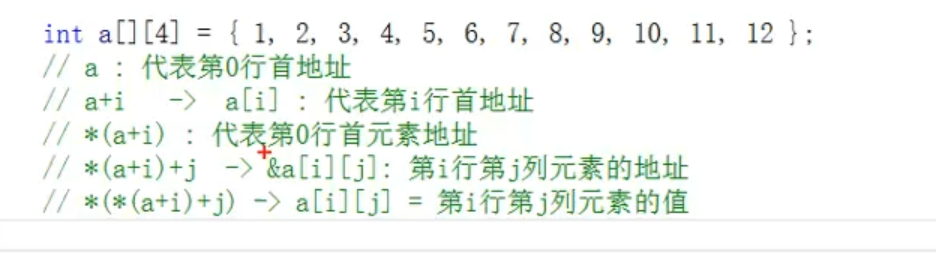 int a[][4] = { 1, 2, 3, 4, 5, 6, 7, 8, 9, 10, 11, 12 };
// a : 代表第0行首地址
// a+i -> a[i] : 代表第i行首地址
// *(a+i) : 代表第0行首元素地址
// *(a+i)+j -> &a[i][j]: 第i行第j列元素的地址
// *(*(a+i)+j) -> a[i][j] = 第i行第j列元素的值